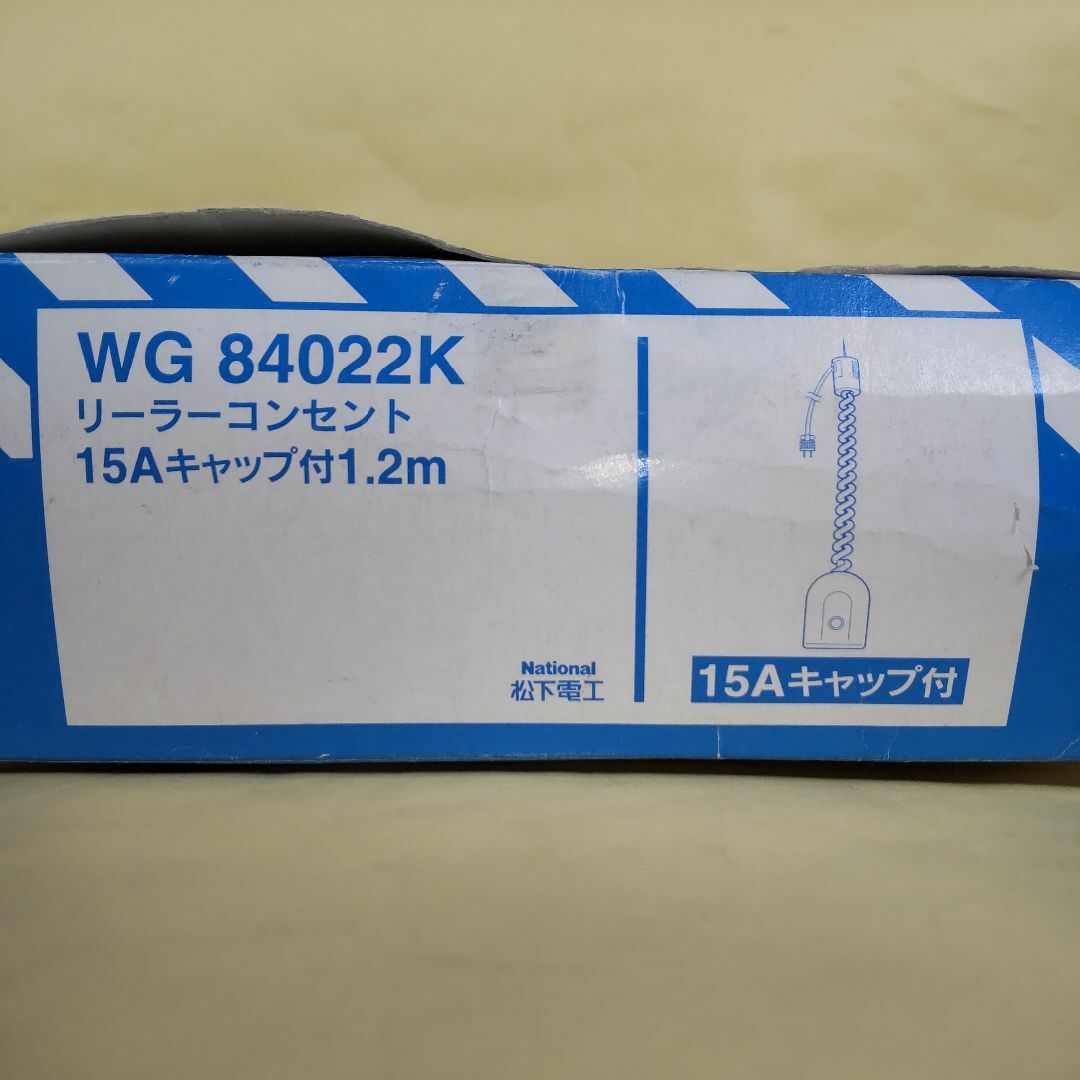 WG 84022K
リーラーコンセント
15Aキャップ付1.2m
National
松下電工
15Aキャップ付